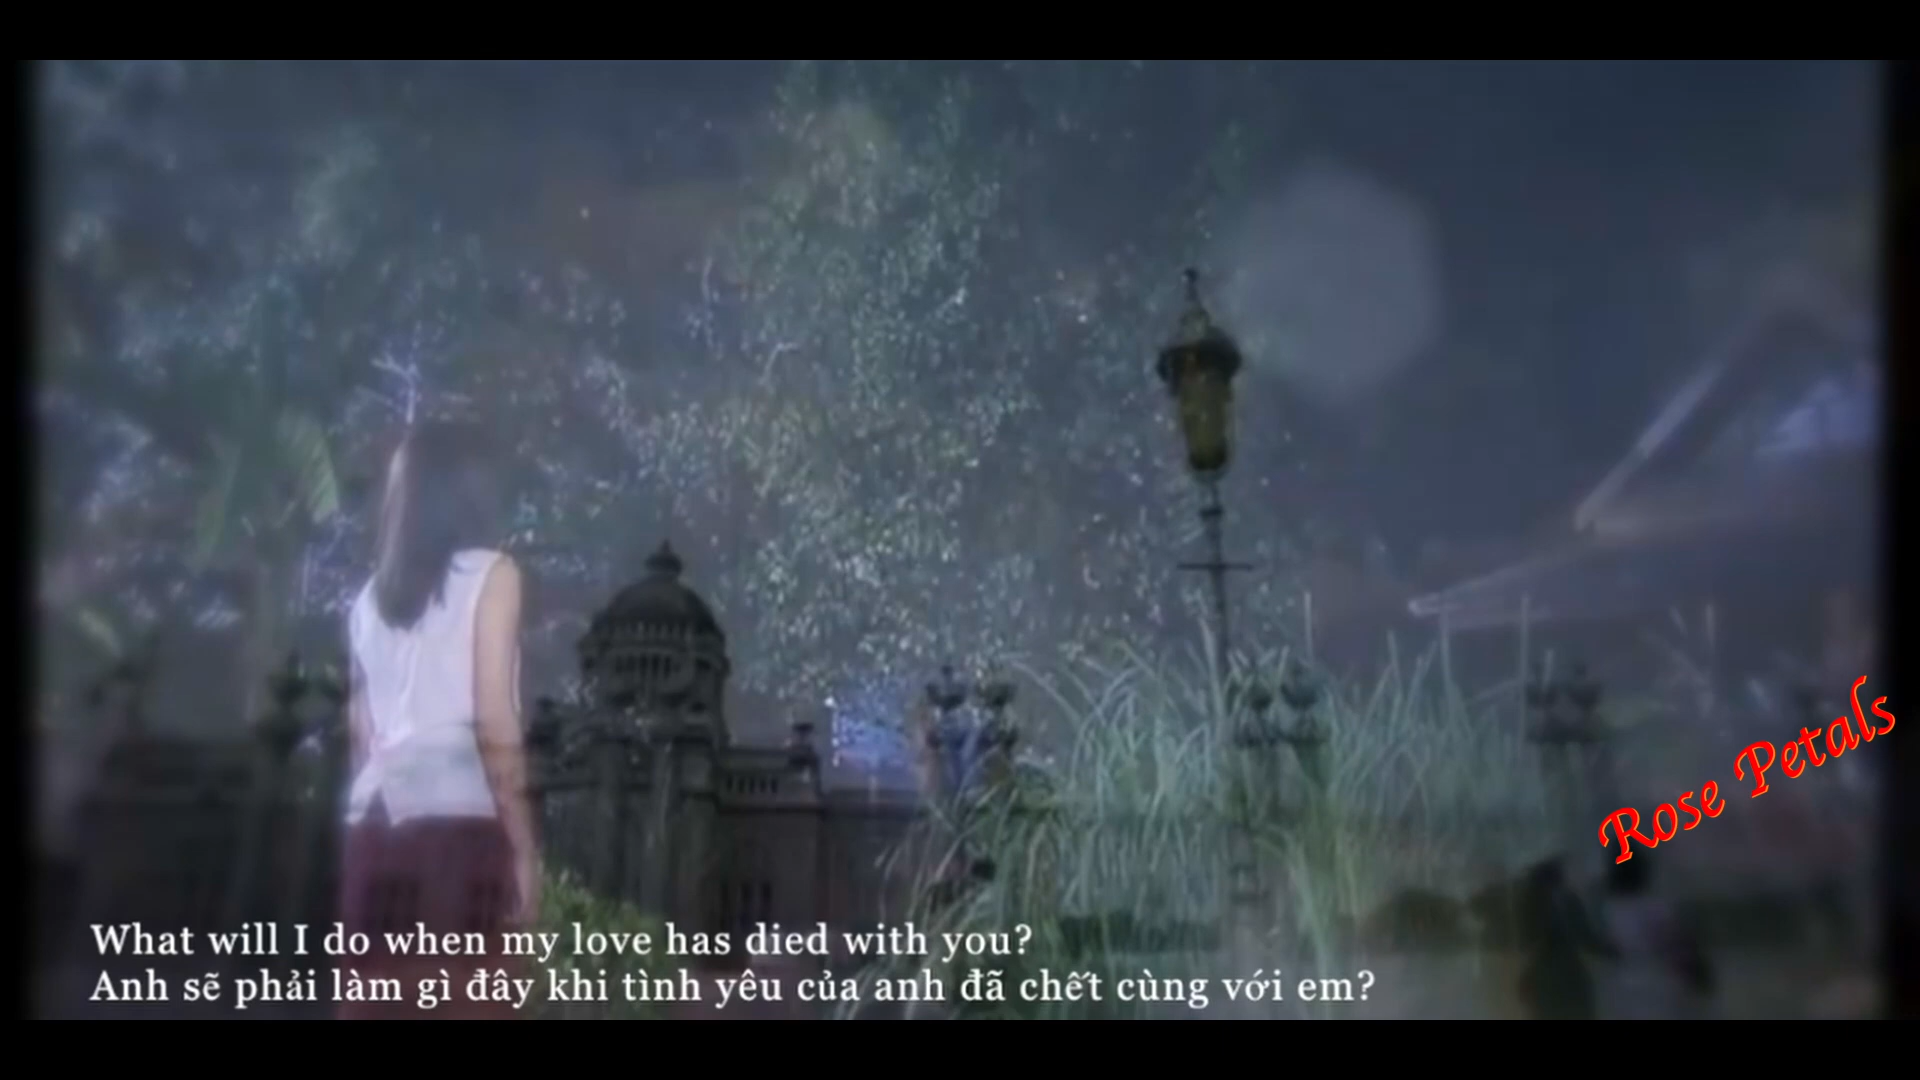 Rose Petals
What will I do when my love has died with you?
Anh sẽ phải làm gì đây khi tình yêu của anh đã chết cùng với em?